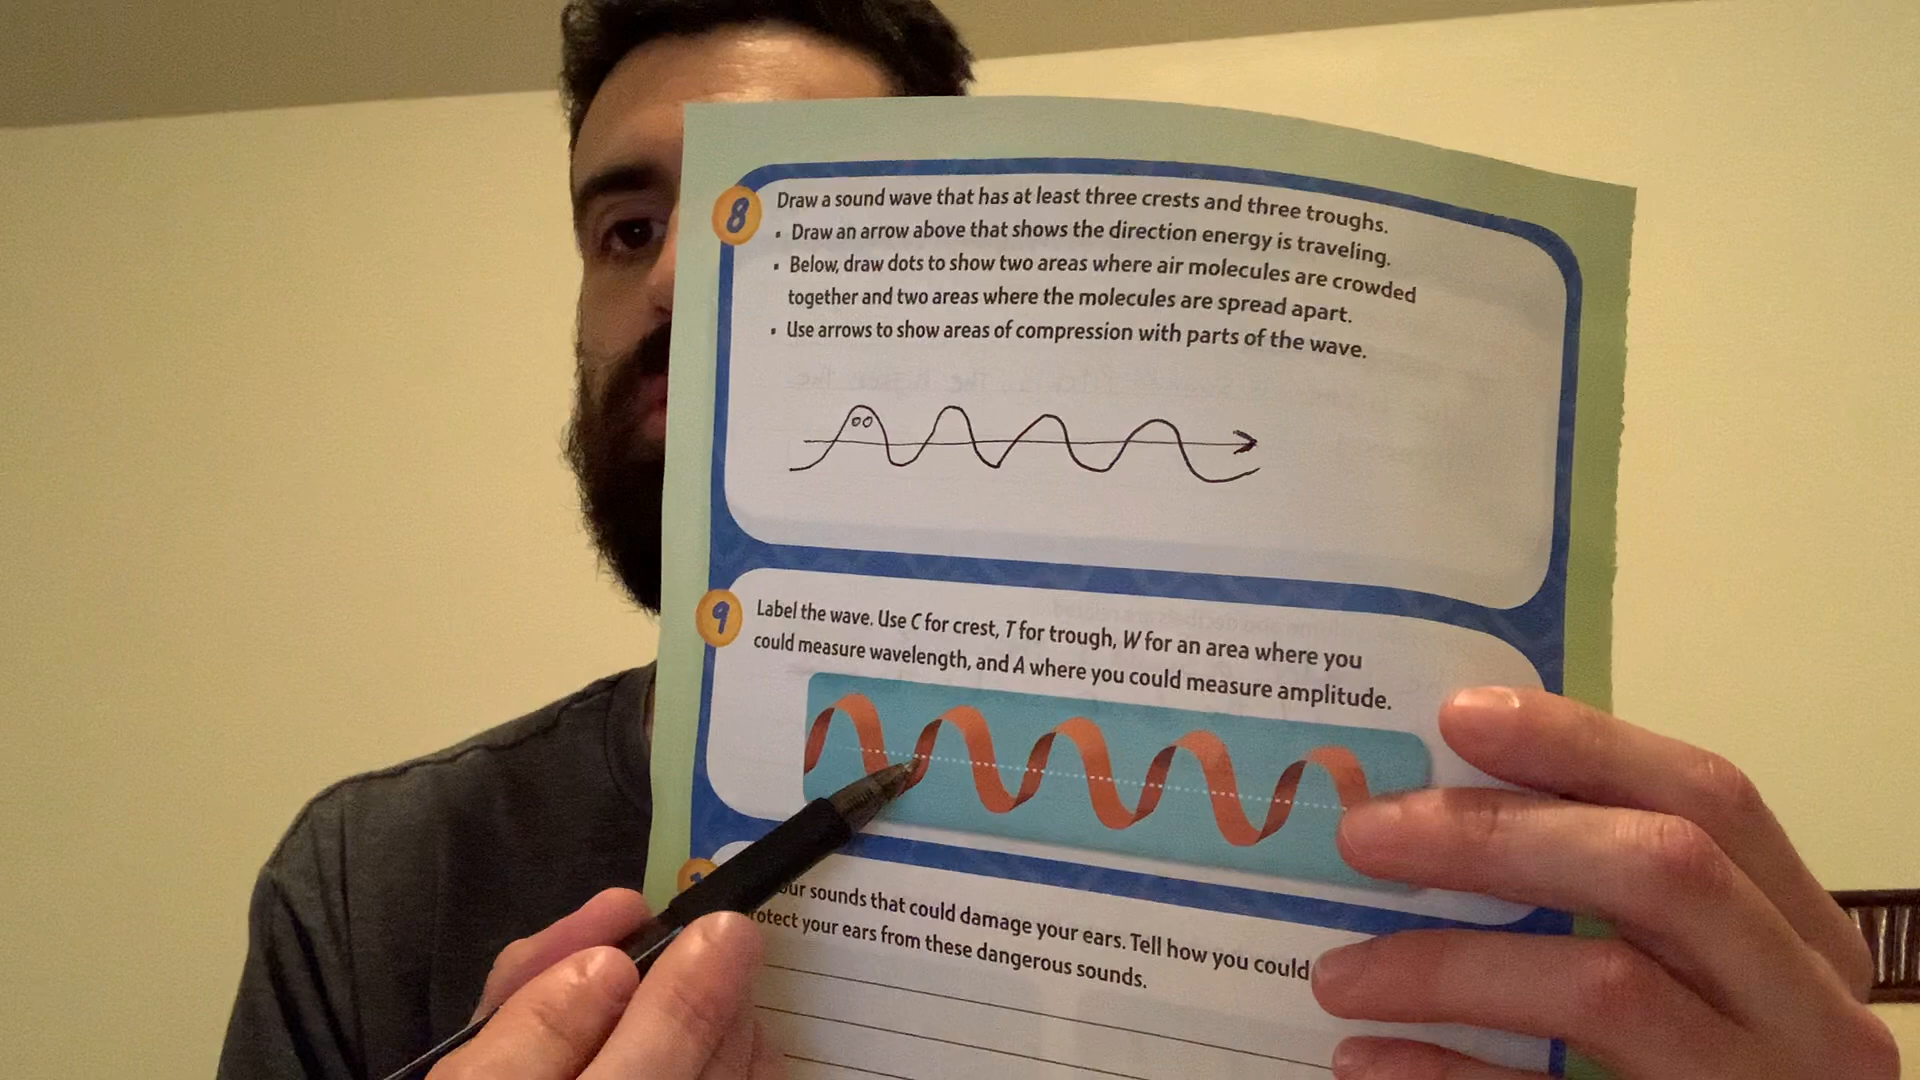 8
Draw a sound wave that has at least three crests and three troughs.
▪ Draw an arrow above that shows the direction energy is traveling.
▪ Below, draw dots to show two areas where air molecules are crowded
together and two areas where the molecules are spread apart.
▪ Use arrows to show areas of compression with parts of the wave.
9
Label the wave. Use C for crest, T for trough, W for an area where you
could measure wavelength, and A where you could measure amplitude.
sounds that could damage your ears. Tell how you could
your ears from these dangerous sounds.